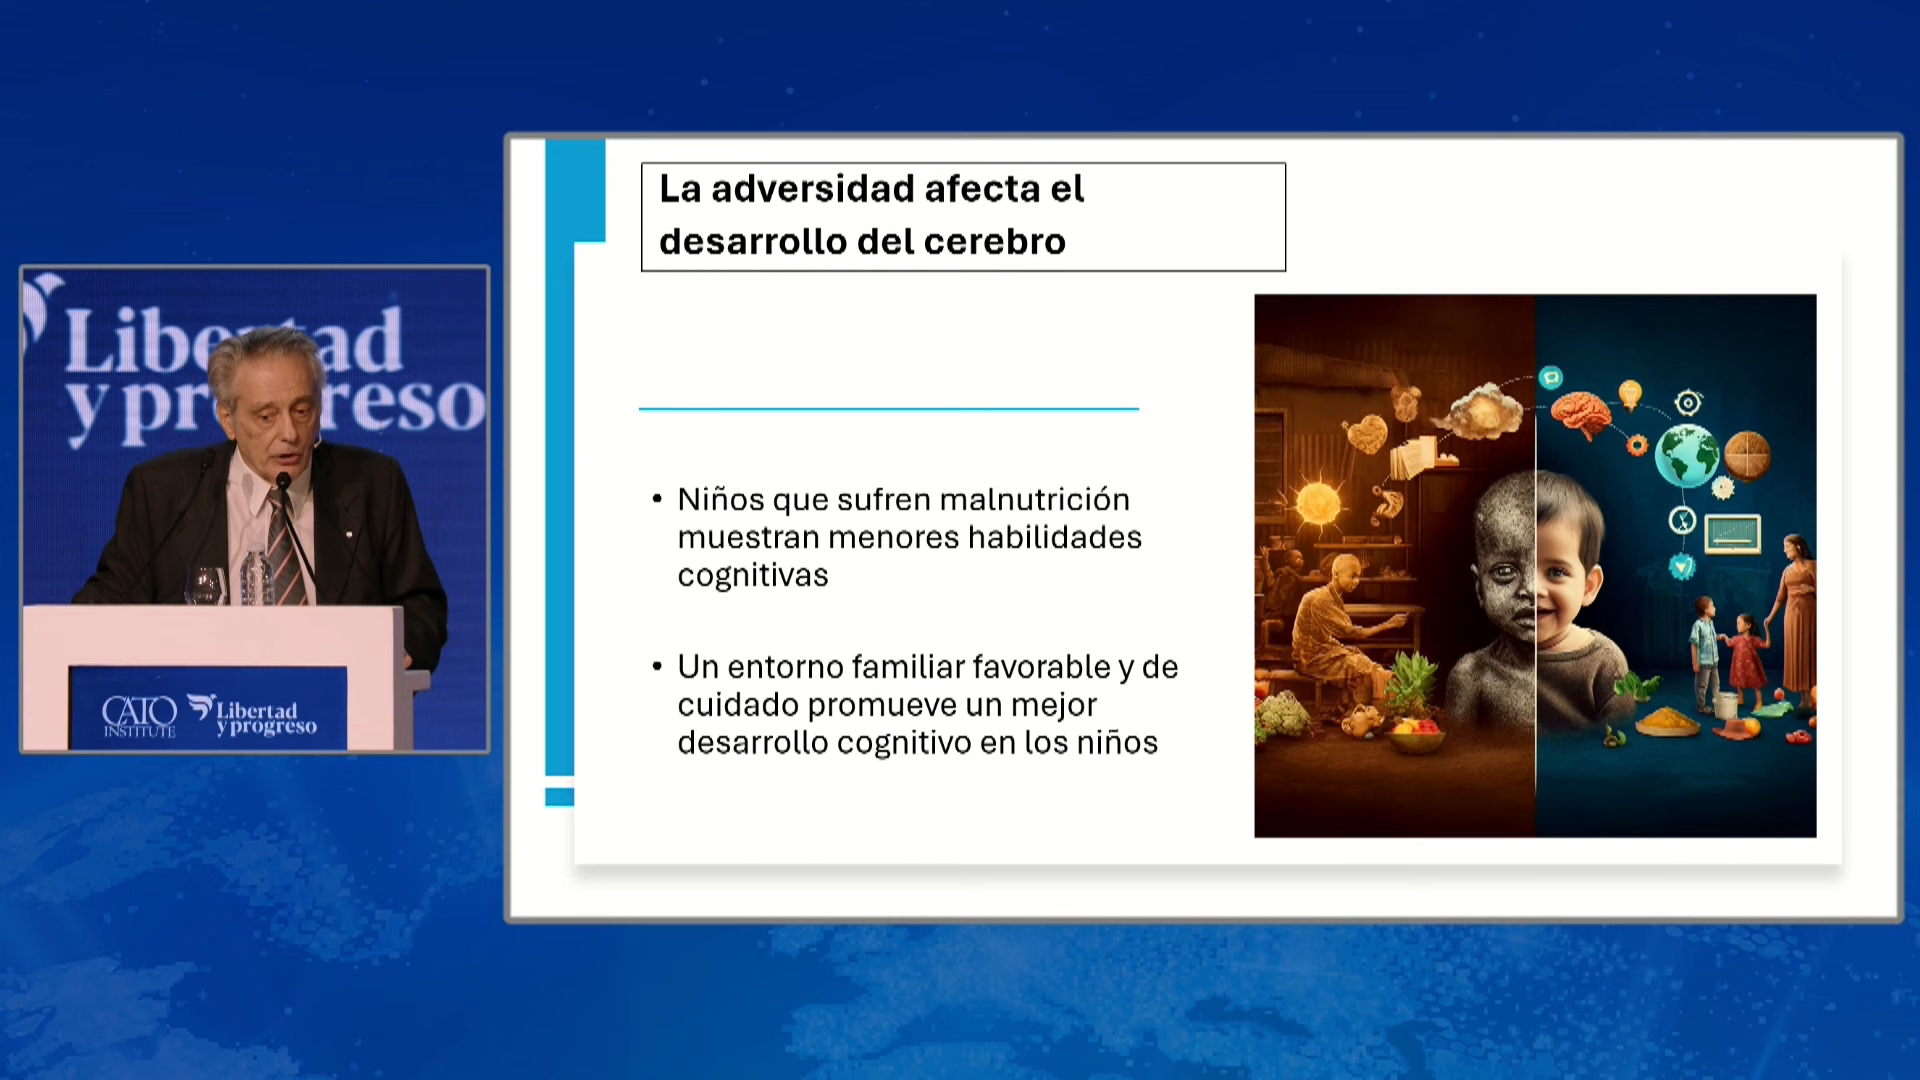 La adversidad afecta el
desarrollo del cerebro
• Niños que sufren malnutrición
muestran menores habilidades
cognitivas
• Un entorno familiar favorable y de
cuidado promueve un mejor
desarrollo cognitivo en los niños
Libertad
y progreso
CATO
INSTITUTE
Libertad
y progreso